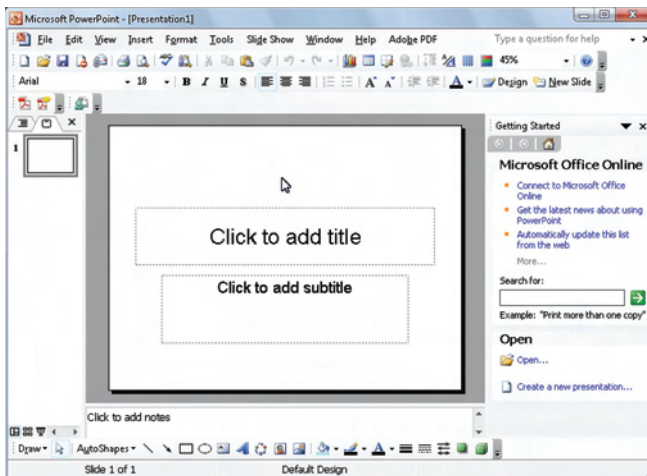 Microsoft PowerPoint - [Presentation1]
File Edit View Insert Format Tools Slide Show Window Help Adobe PDF Type a question for help
45%
Arial 18 B I U S A A A Design New Slide
Getting Started
1
Microsoft Office Online
Connect to Microsoft Office
Online
Get the latest news about using
PowerPoint
Automatically update this list
from the web
More...
Click to add title
Click to add subtitle
Search for:
Example: "Print more than one copy"
Open
Open...
Create a new presentation...
Click to add notes
Draw AutoShapes A
Slide 1 of 1 Default Design